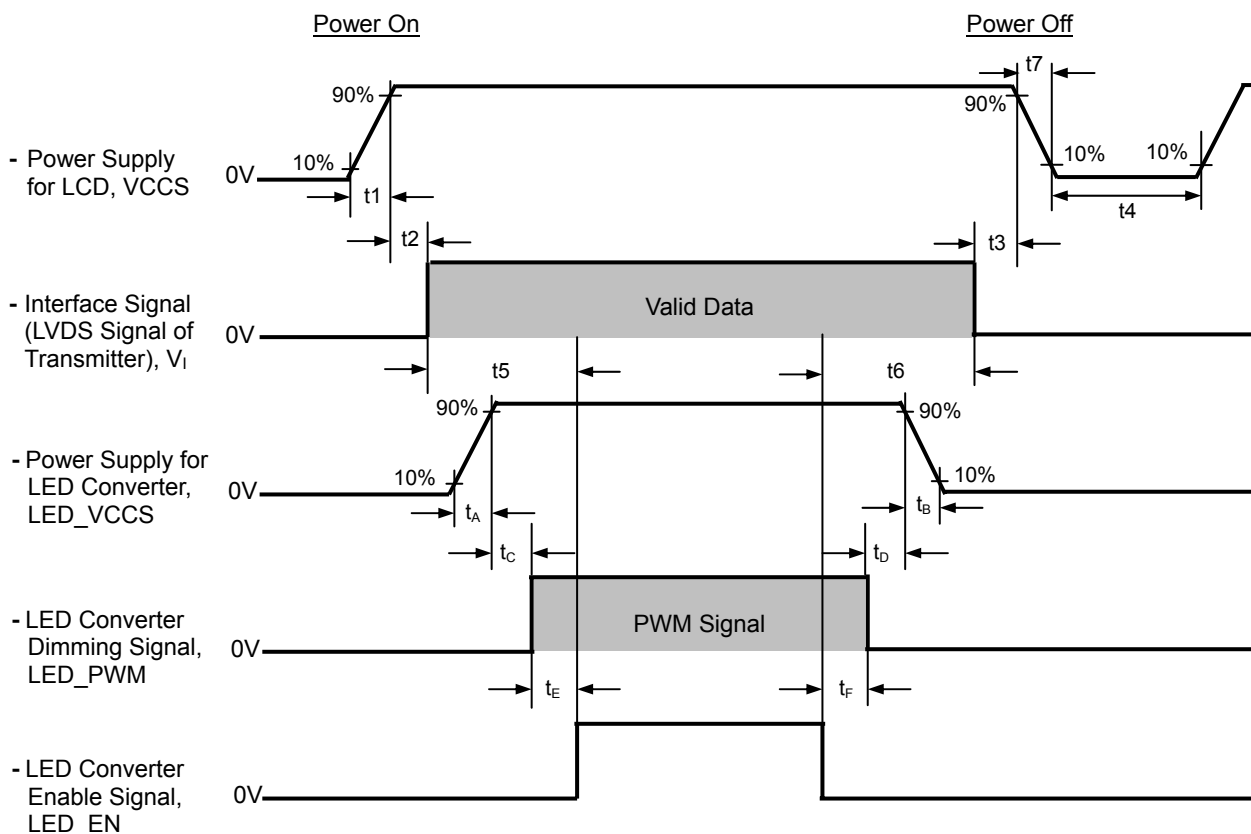 Power On
Power Off
t7
90%
90%
10%
10%
10%
- Power Supply
for LCD, VCCS
0V
t1
t4
t2
t3
- Interface Signal
(LVDS Signal of
Transmitter), VI
0V
Valid Data
t5
t6
90%
90%
- Power Supply for
LED Converter,
LED_VCCS
0V
10%
10%
tA
tB
tC
tD
- LED Converter
Dimming Signal,
LED_PWM
0V
PWM Signal
tE
tF
- LED Converter
Enable Signal,
LED_EN
0V